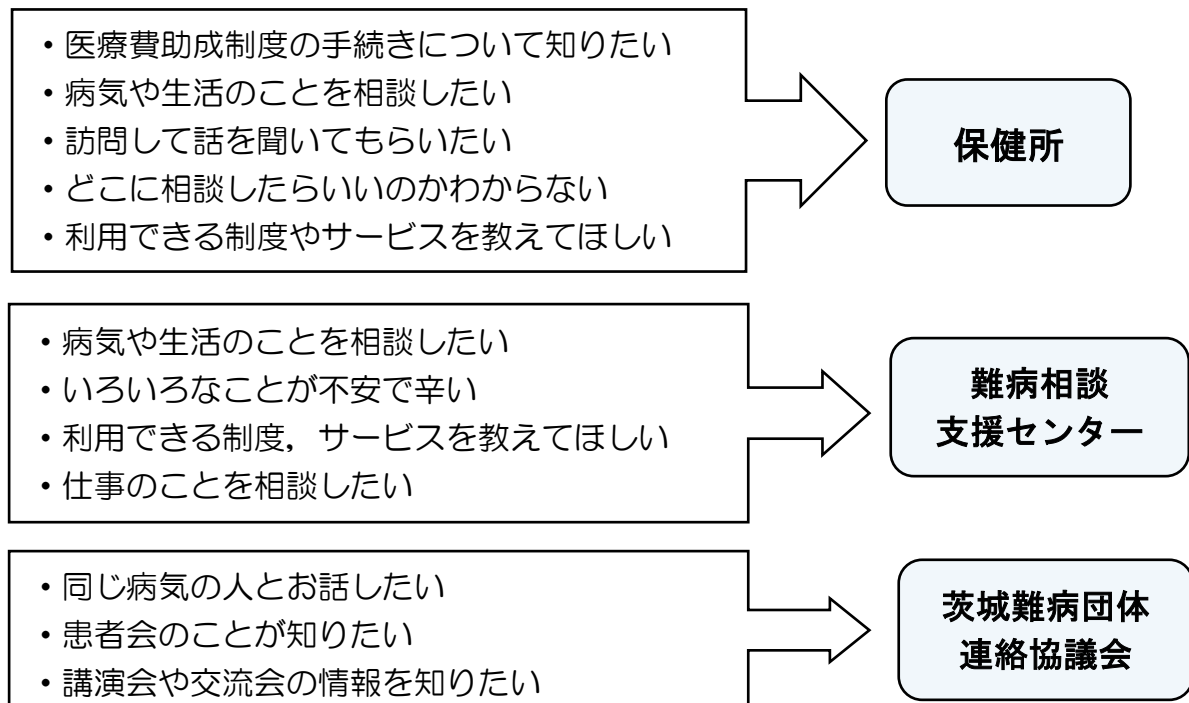 ・医療費助成制度の手続きについて知りたい
・病気や生活のことを相談したい
・訪問して話を聞いてもらいたい
・どこに相談したらいいのかわからない
・利用できる制度やサービスを教えてほしい
保健所
・病気や生活のことを相談したい
・いろいろなことが不安で辛い
・利用できる制度，サービスを教えてほしい
・仕事のことを相談したい
難病相談
支援センター
・同じ病気の人とお話したい
・患者会のことが知りたい
・講演会や交流会の情報を知りたい
茨城難病団体
連絡協議会